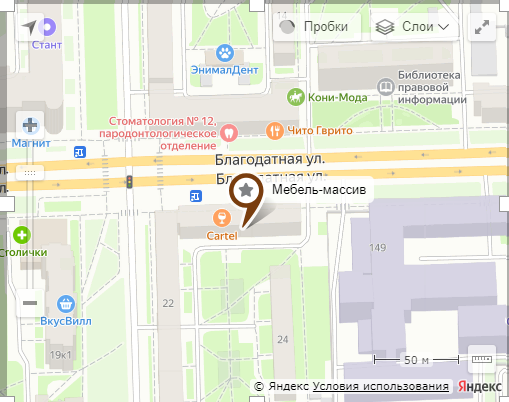 Стант
ЭнималДент
11
Пробки
Слои
Библиотека
правовой
информации
Кони-Мода
Магнит
Стоматология № 12,
пародонтологическое
отделение
Чито Гврито
Благодатная ул.
Благодатная ул.
л.
л.
Мебель-массив
Cartel
149
Столички
ВкусВилл
22
24
19к1
50 м
© Яндекс Условия использования Яндекс